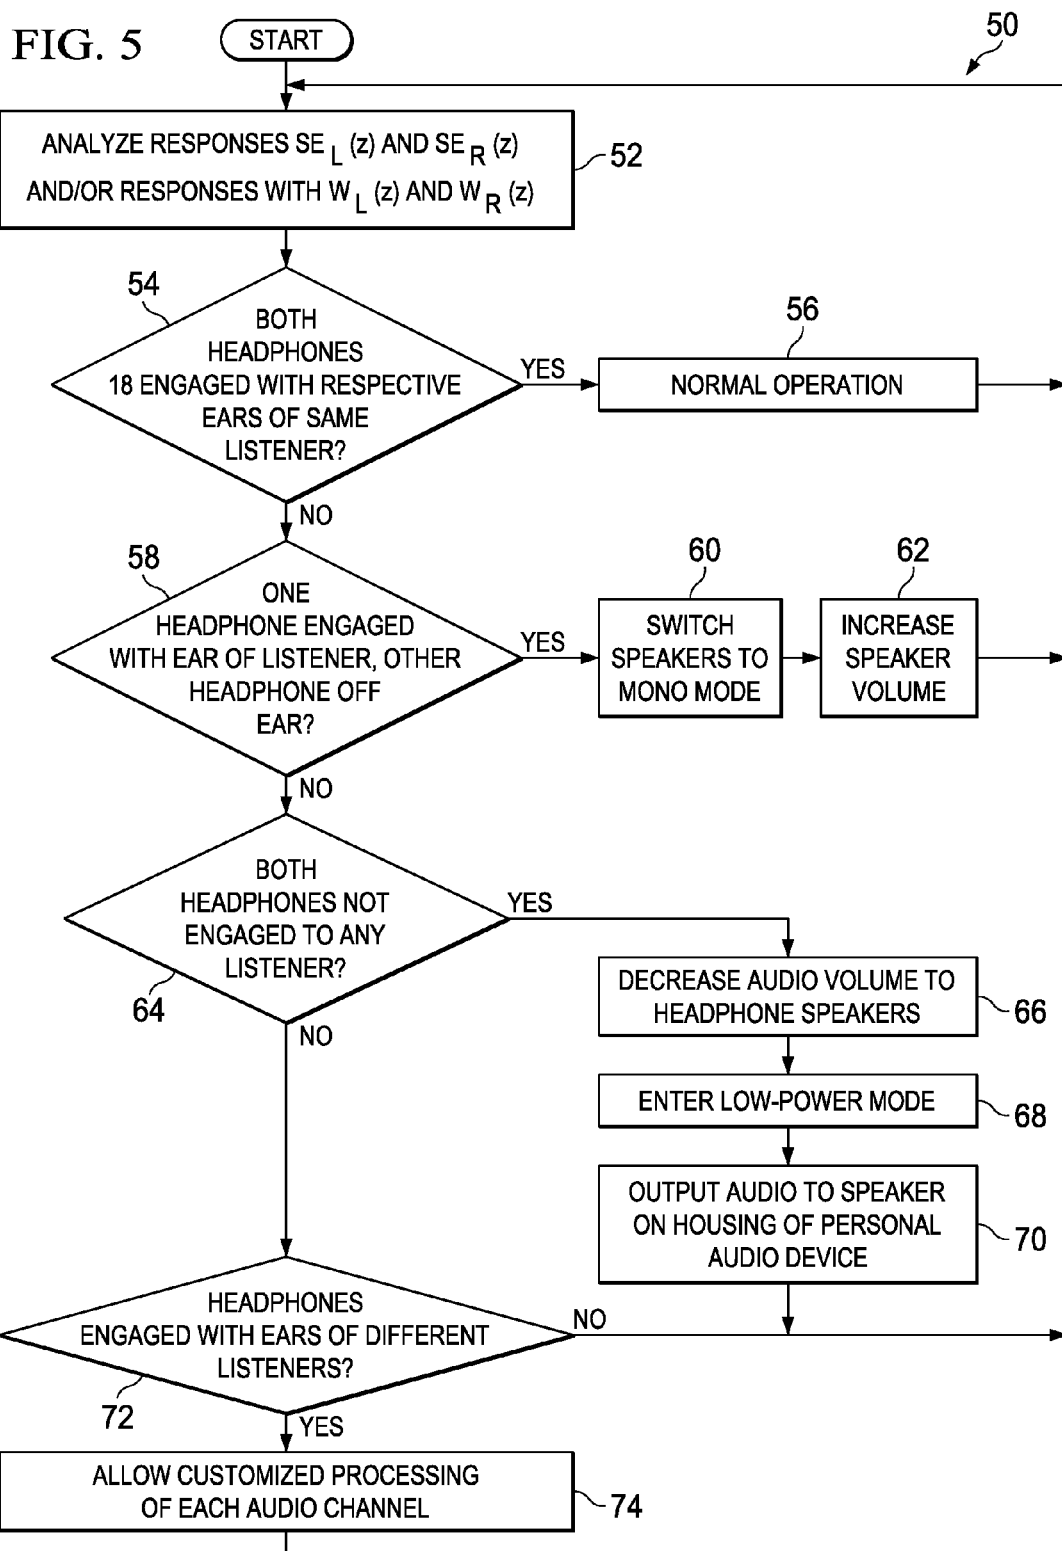 FIG. 5
START
50
ANALYZE RESPONSES SE L (z) AND SE R (z)
AND/OR RESPONSES WITH W L (z) AND W R (z)
52
54
BOTH
HEADPHONES
18 ENGAGED WITH RESPECTIVE
EARS OF SAME
LISTENER?
YES
56
NORMAL OPERATION
NO
58
ONE
HEADPHONE ENGAGED
WITH EAR OF LISTENER, OTHER
HEADPHONE OFF
EAR?
YES
60
SWITCH
SPEAKERS TO
MONO MODE
62
INCREASE
SPEAKER
VOLUME
NO
BOTH
HEADPHONES NOT
ENGAGED TO ANY
LISTENER?
64
YES
DECREASE AUDIO VOLUME TO
HEADPHONE SPEAKERS
66
NO
ENTER LOW-POWER MODE
68
OUTPUT AUDIO TO SPEAKER
ON HOUSING OF PERSONAL
AUDIO DEVICE
70
HEADPHONES
ENGAGED WITH EARS OF DIFFERENT
LISTENERS?
NO
72
YES
ALLOW CUSTOMIZED PROCESSING
OF EACH AUDIO CHANNEL
74